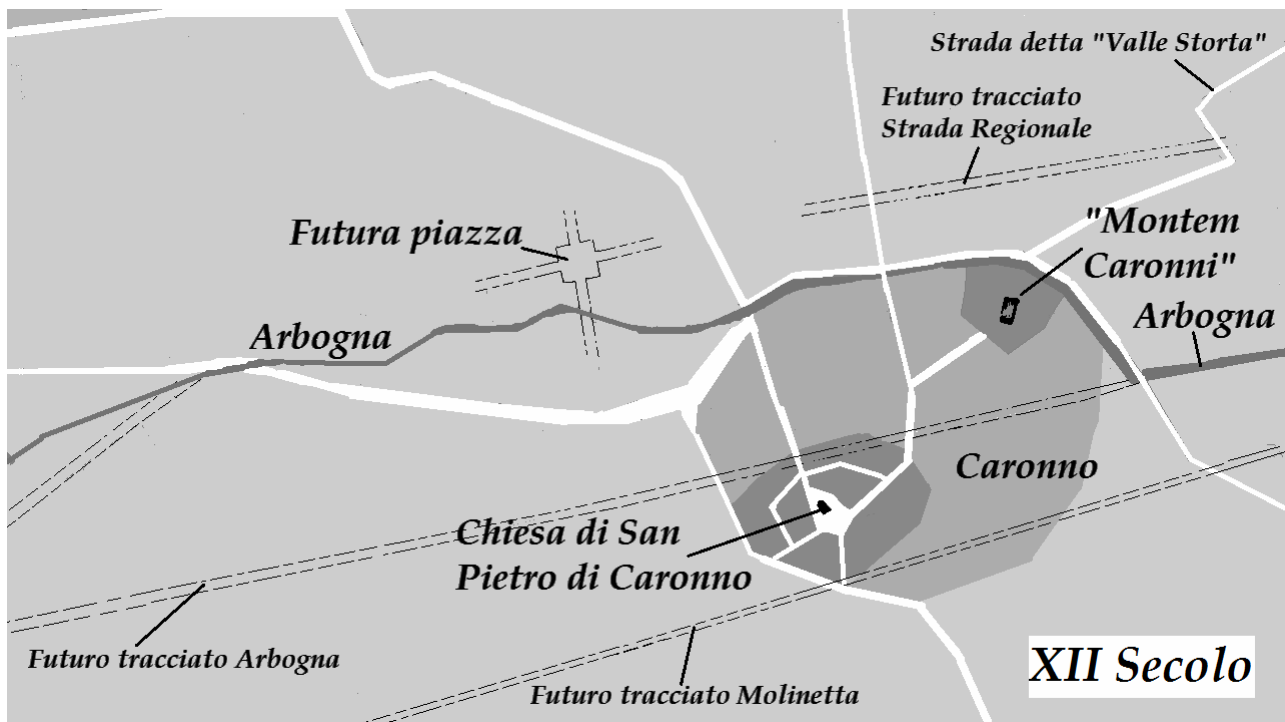 Strada detta "Valle Storta"
Futuro tracciato
Strada Regionale
Futura piazza
"Montem
Caronni"
Arbogna
Arbogna
Caronno
Chiesa di San
Pietro di Caronno
Futuro tracciato Arbogna
Futuro tracciato Molinetta
XII Secolo